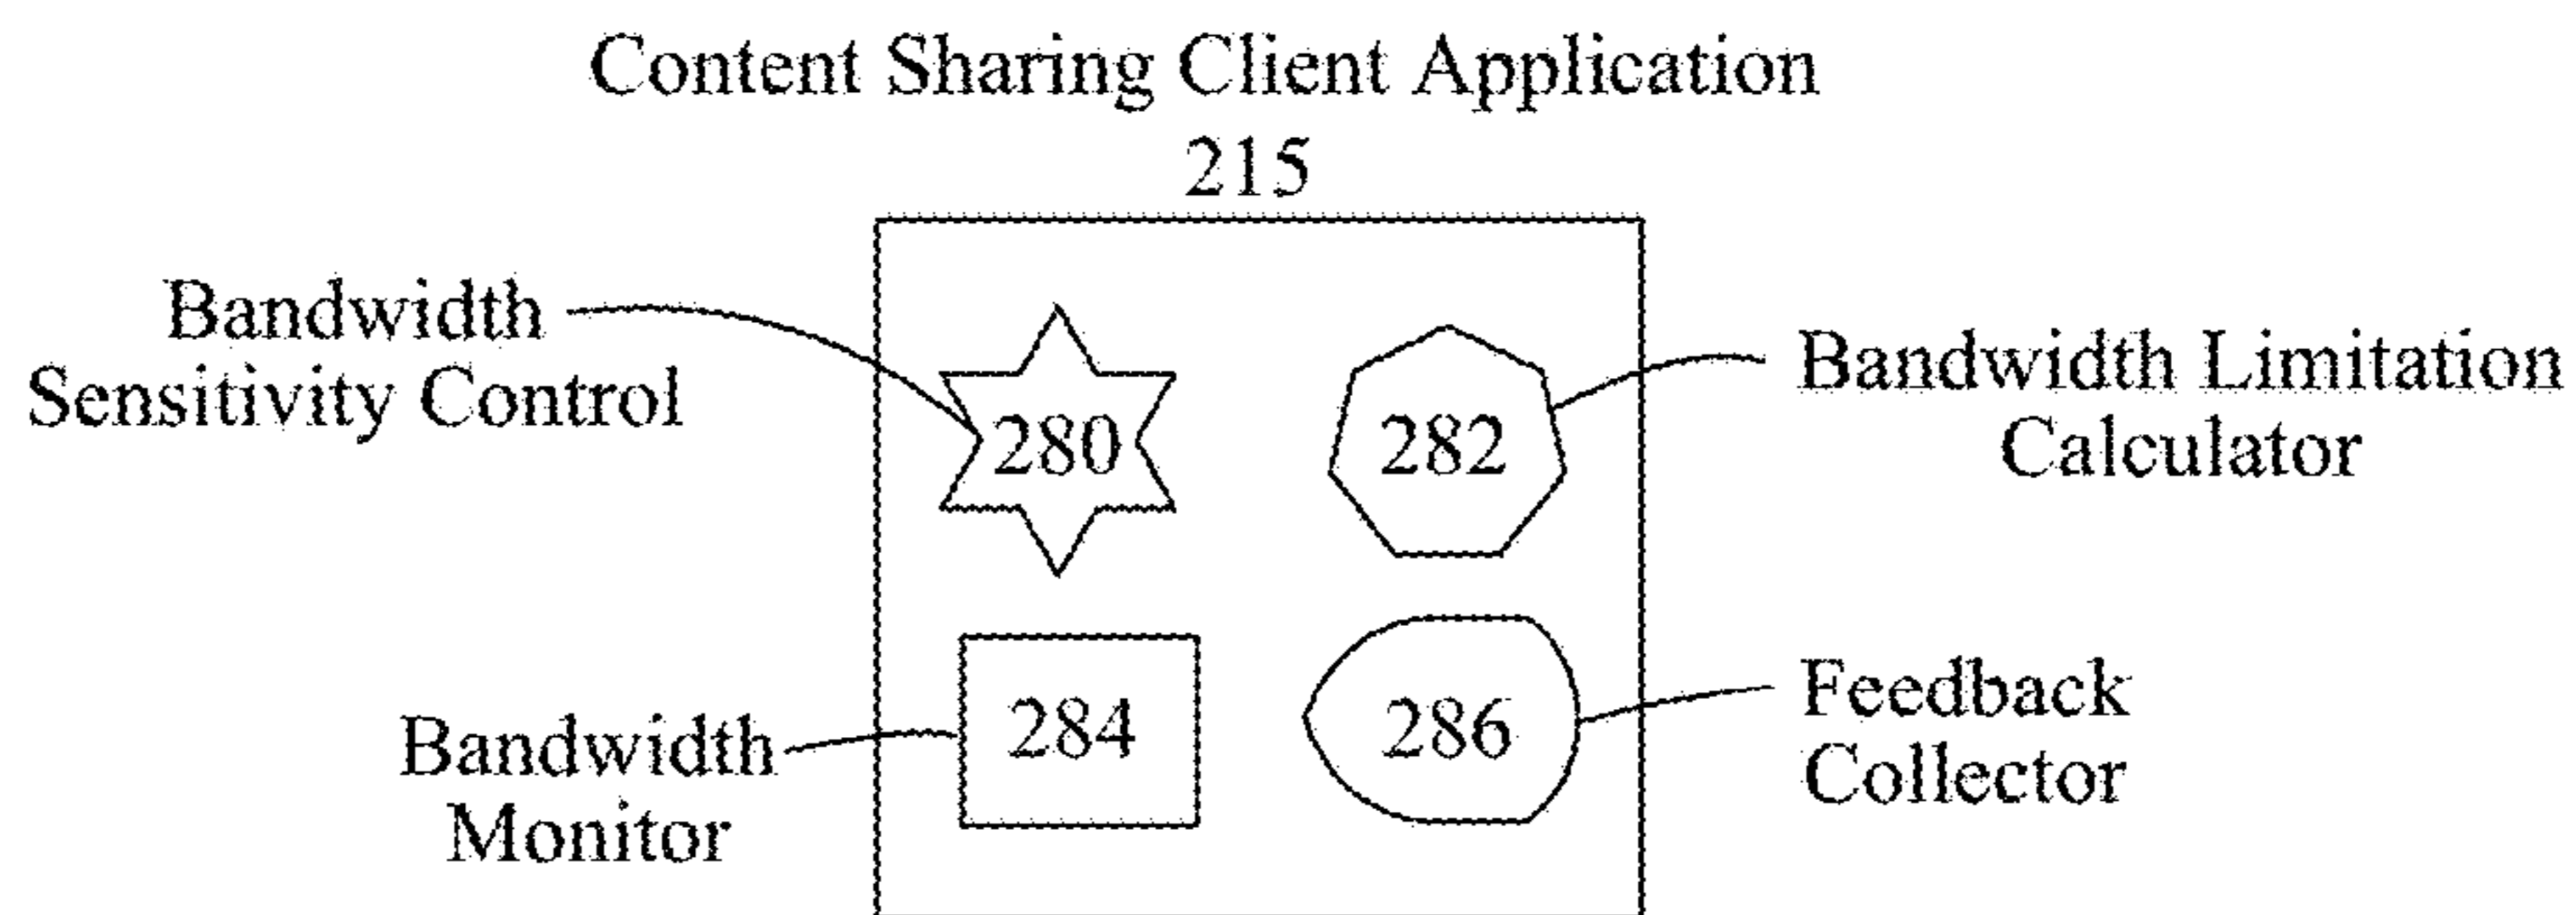 Content Sharing Client Application
215
Bandwidth
Sensitivity Control
280
282
Bandwidth Limitation
Calculator
Bandwidth
Monitor
284
286
Feedback
Collector